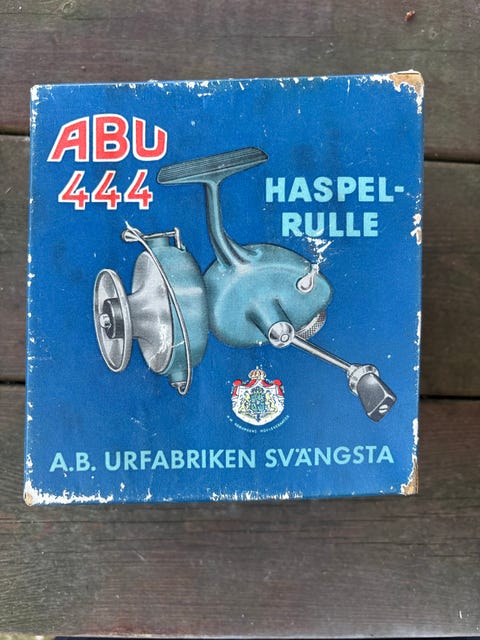 ABU
444
HASPEL-
RULLE
A.B. URFABRIKEN SVÄNGSTA